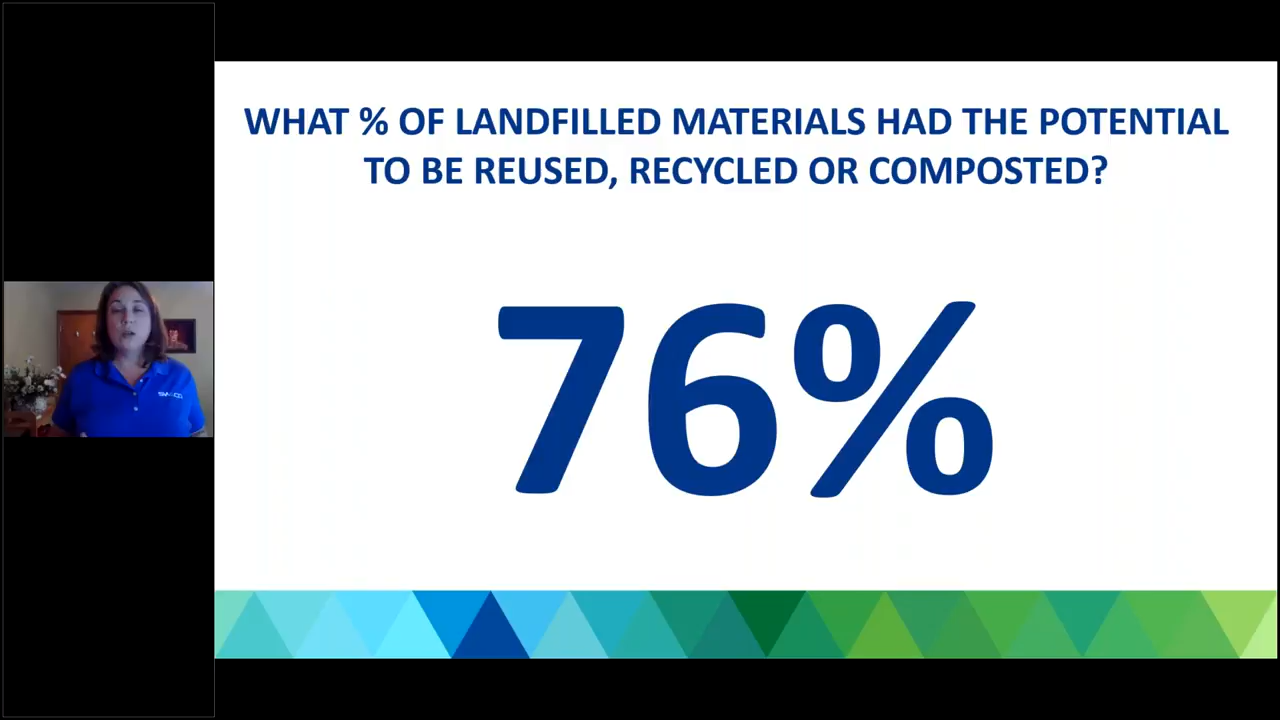 WHAT % OF LANDFILLED MATERIALS HAD THE POTENTIAL
TO BE REUSED, RECYCLED OR COMPOSTED?
76%